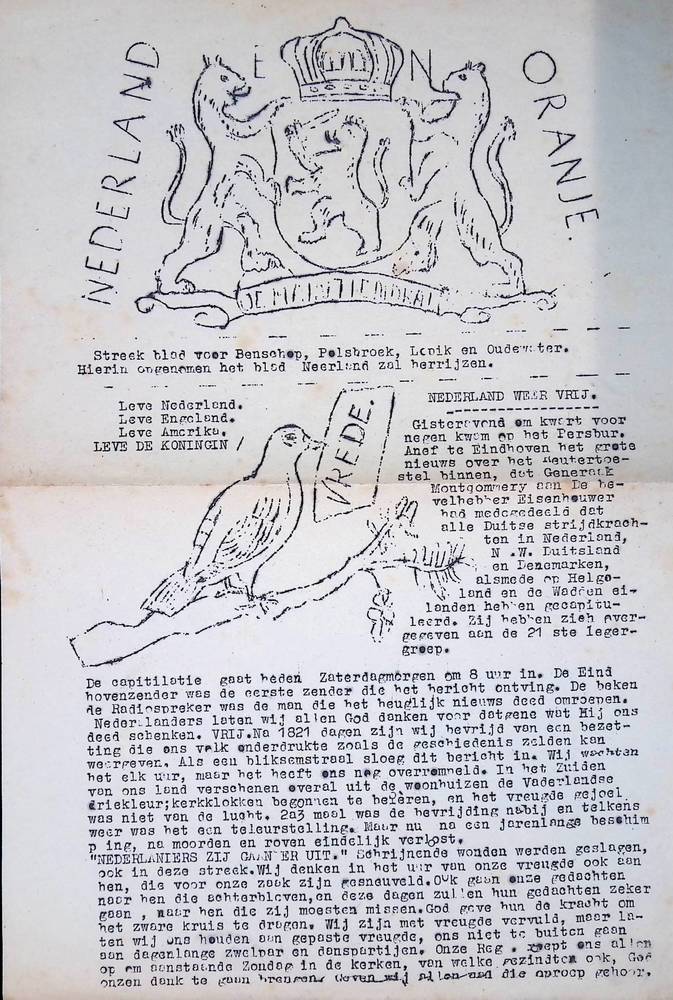 NEDERLAND EN ORANJE.
JE MAINTIENDRAI
Streek blad voor Benschop, Polsbroek, Lopik en Oudewater.
Hierin opgenomen het blad Neerland zal herrijzen.
Leve Nederland.
Leve Engeland.
Leve Amerika.
LEVE DE KONINGIN /
VREDE.
NEDERLAND WEER VRIJ.
Gisteravond om kwart voor
negen kwam op het Persbur.
Anef te Eindhoven het grote
nieuws over het Reutertoe-
stel binnen, dat Generaal
Montgommery aan De be-
velhebber Eisenhouwer
had medegedeeld dat
alle Duitse strijdkrach-
ten in Nederland,
N .W. Duitsland
en Denemarken,
alsmede op Helgo-
land en de Wadden ei-
landen hebben gecapitu-
leerd. Zij hebben zich over-
gegeven aan de 21 ste leger-
groep.
De capitilatie gaat heden Zaterdagmorgen om 8 uur in. De Eind
hovenzender was de eerste zender die het bericht ontving. De beken
de Radiospreker was de man die het heuglijk nieuws deed omroepen.
Nederlanders laten wij allen God danken voor datgene wat Hij ons
deed schenken. VRIJ.Na 1821 dagen zijn wij bevrijd van een bezet-
ting die ons volk onderdrukte zoals de geschiedenis zelden kan
weergeven. Als een bliksemstraal sloeg dit bericht in. Wij wachten
het elk uur, maar het heeft ons nog overrompeld. In het Zuiden
van ons land verschenen overal uit de woonhuizen de Vaderlandse
driekleur;kerkklokken begonnen te beieren, en het vreugde gejoel
was niet van de lucht. 2a3 maal was de bevrijding nabij en telkens
weer was het een teleurstelling. Maar nu na een jarenlange beschim
p ing, na moorden en roven eindelijk verlost.
"NEDERLANIERS ZIJ GAAN ER UIT." Schrijnende wonden werden geslagen,
ook in deze streek.Wij denken in het uur van onze vreugde ook aan
hen, die voor onze zaak zijn gesneuveld.Ook gaan onze gedachten
naar hen die achterbleven,en deze dagen zullen hun gedachten zeker
gaan , naar hen die zij moesten missen.God geve hun de kracht om
het zware kruis te dragen. Wij zijn met vreugde vervuld, maar la-
ten wij ons houden aan gepaste vreugde, ons niet te buiten gaan
aan dagenlange zwelpar en danspartijen. Onze Reg . roept ons allen
op om aanstaande Zondag in de kerken, van welke gezindten ook, God
onzen dank te gaan brengen. Geven wij allen die oproep gehoor.